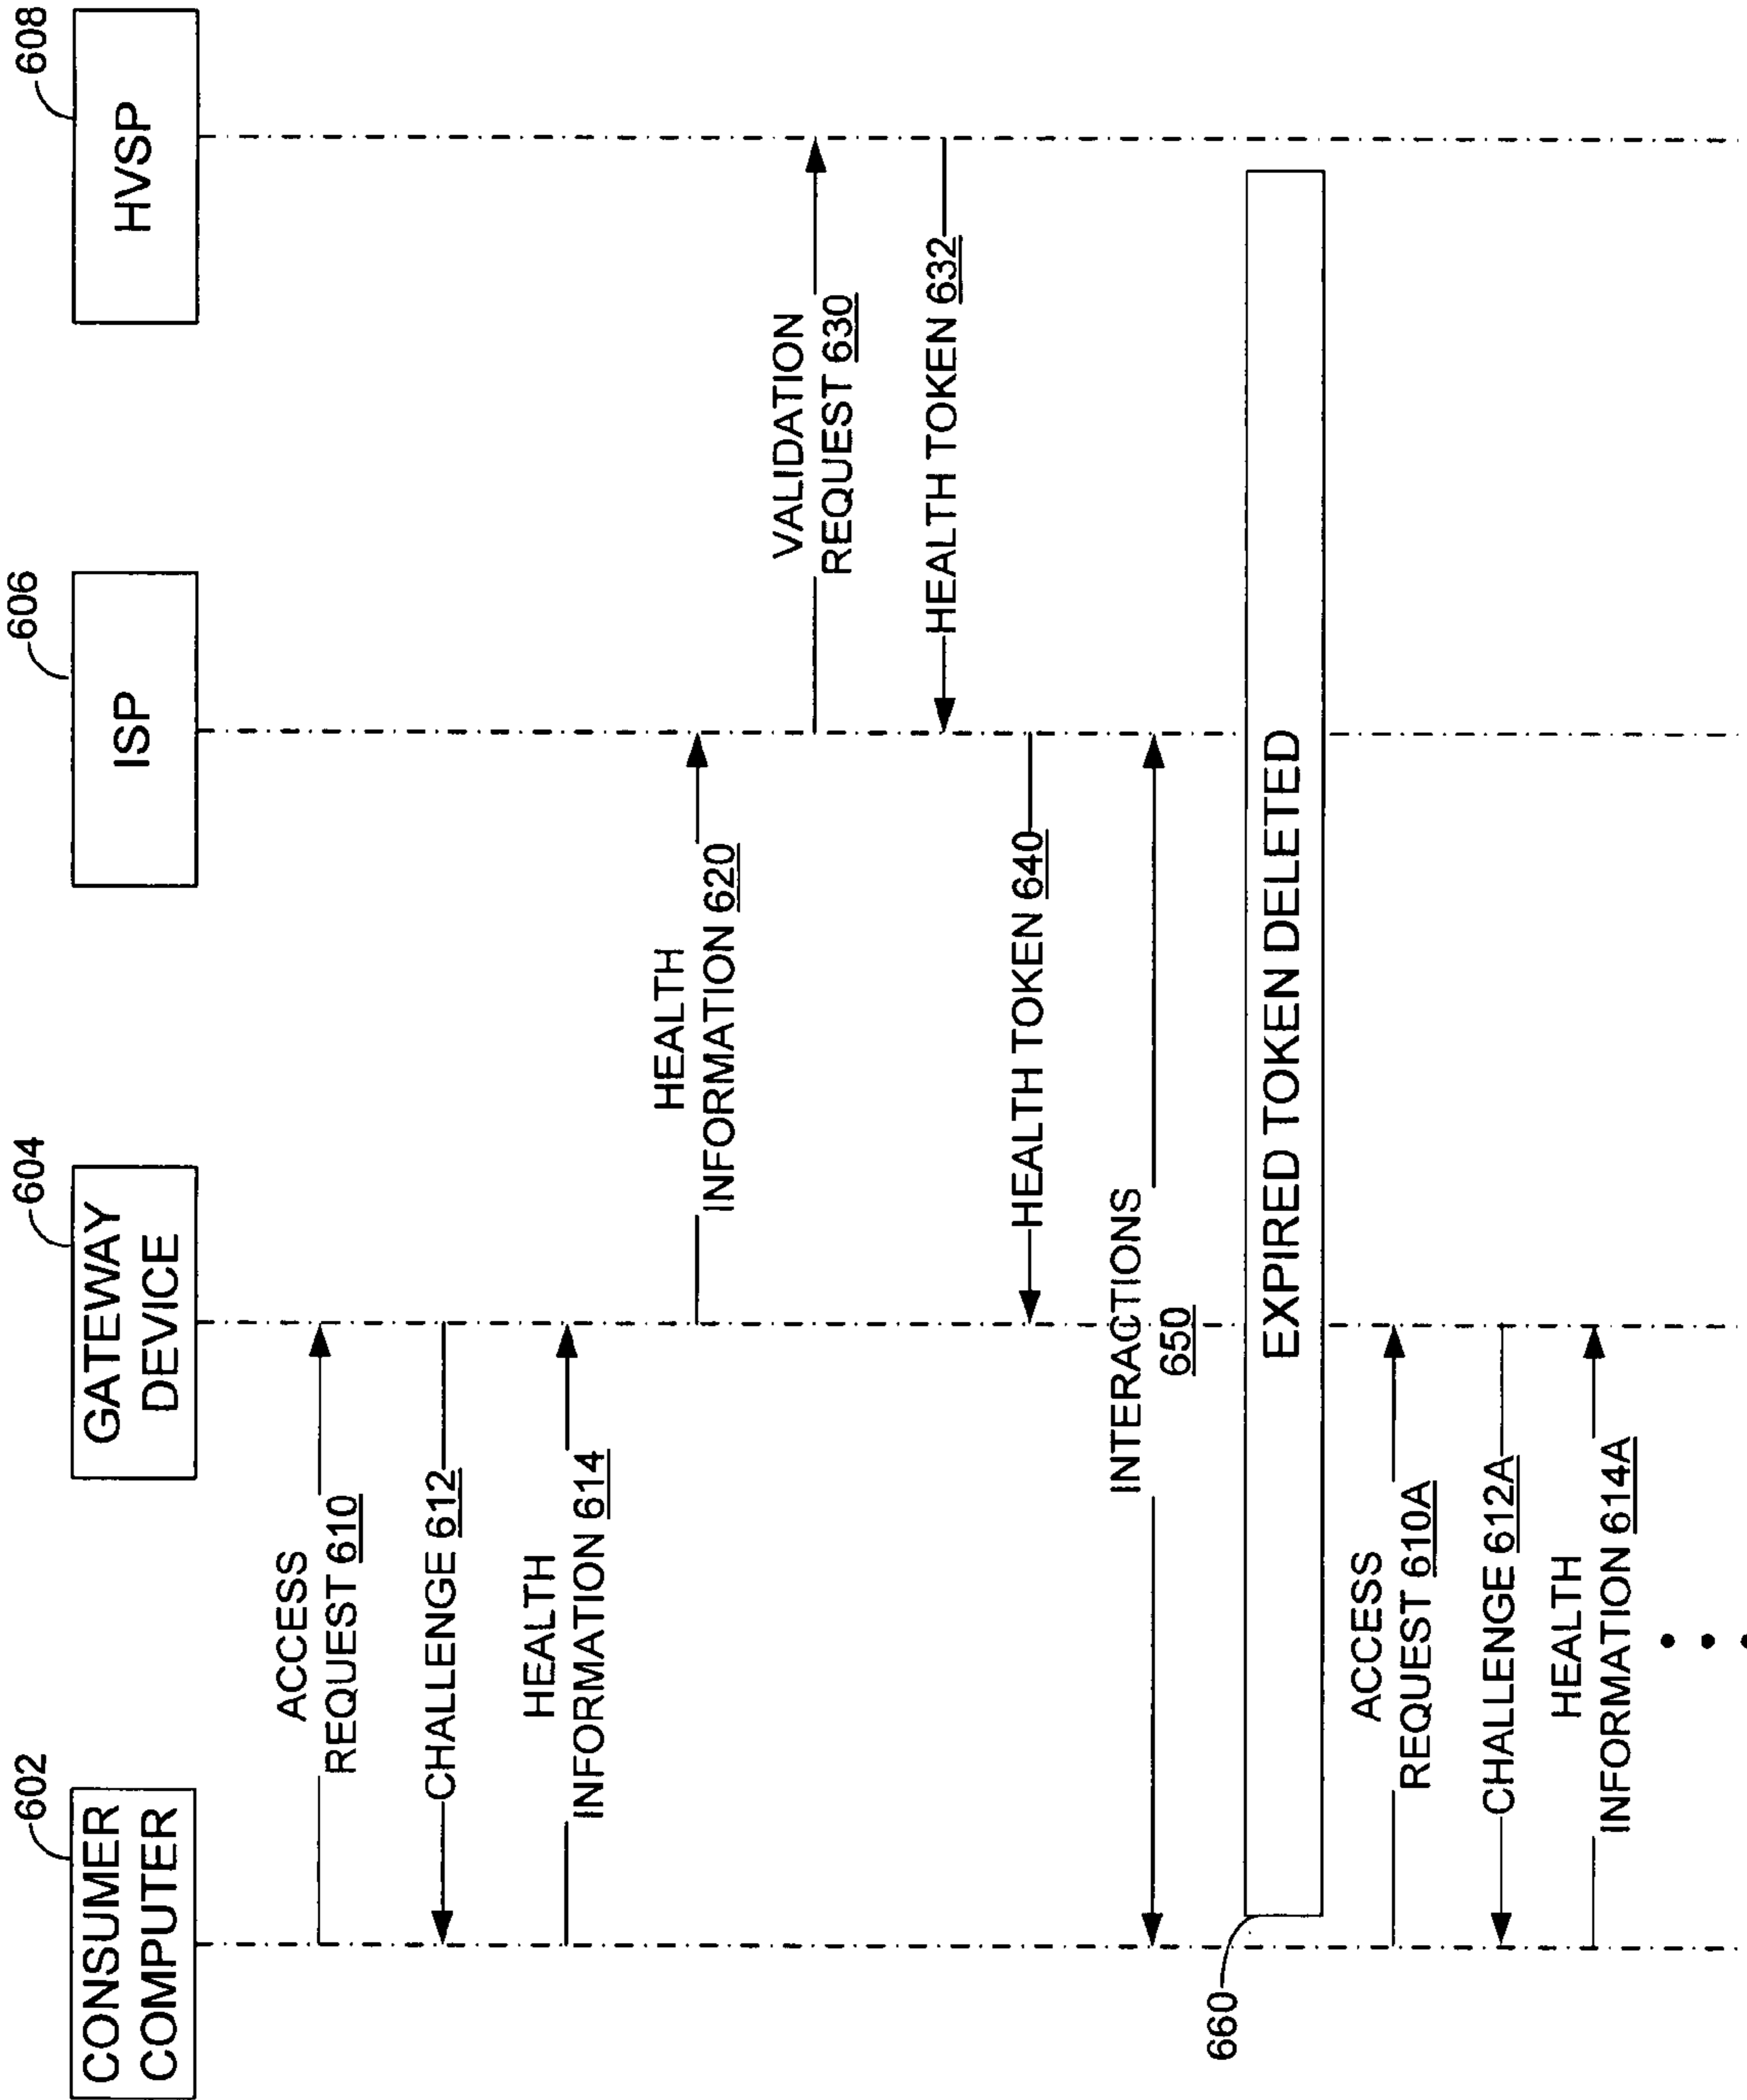 CONSUMER
COMPUTER
602
GATEWAY
DEVICE
604
ISP
606
HVSP
608
ACCESS
REQUEST 610
CHALLENGE 612
HEALTH
INFORMATION 614
HEALTH
INFORMATION 620
VALIDATION
REQUEST 630
HEALTH TOKEN 632
HEALTH TOKEN 640
INTERACTIONS
650
EXPIRED TOKEN DELETED
660
ACCESS
REQUEST 610A
CHALLENGE 612A
HEALTH
INFORMATION 614A